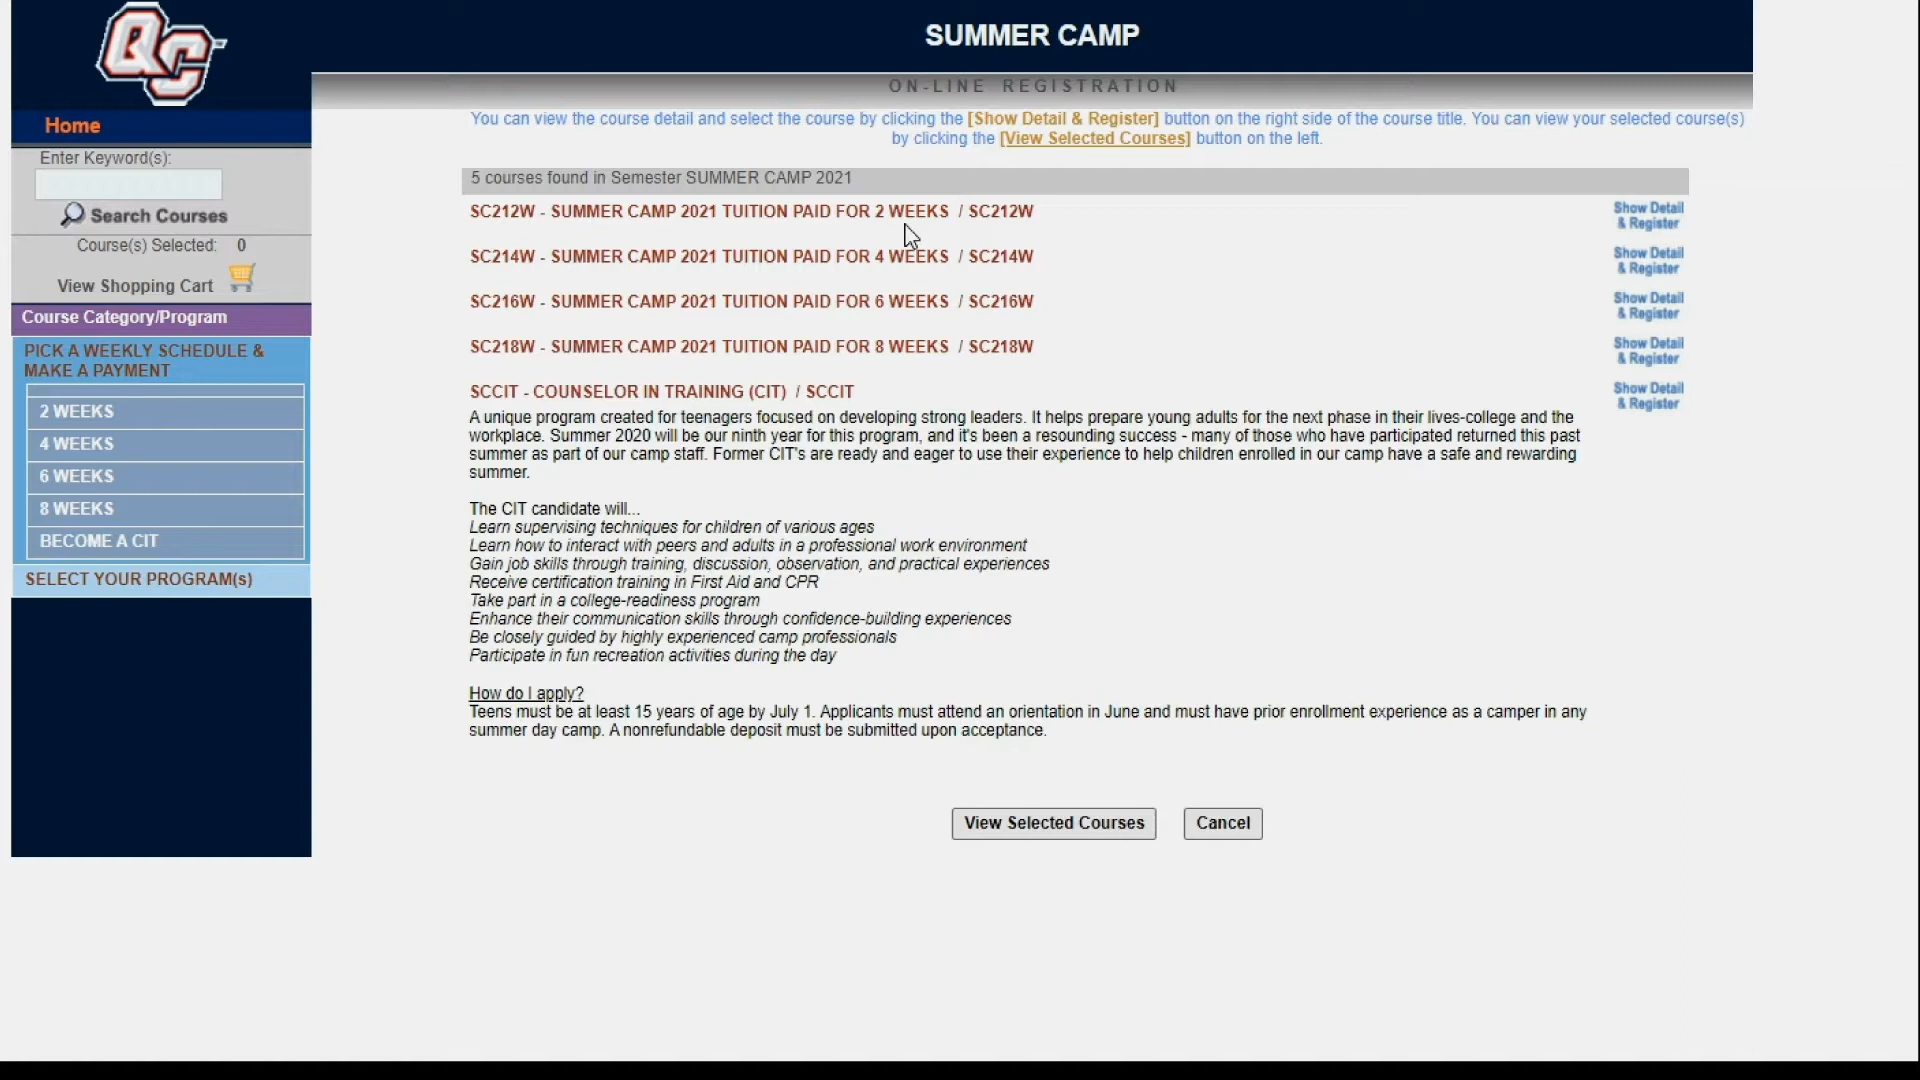 QC
SUMMER CAMP
ON-LINE REGISTRATION
Home
Enter Keyword(s):
Search Courses
Course(s) Selected: 0
View Shopping Cart
Course Category/Program
PICK A WEEKLY SCHEDULE &
MAKE A PAYMENT
2 WEEKS
4 WEEKS
6 WEEKS
8 WEEKS
BECOME A CIT
SELECT YOUR PROGRAM(s)
You can view the course detail and select the course by clicking the [Show Detail & Register] button on the right side of the course title. You can view your selected course(s)
by clicking the [View Selected Courses] button on the left.
5 courses found in Semester SUMMER CAMP 2021
SC212W - SUMMER CAMP 2021 TUITION PAID FOR 2 WEEKS / SC212W
Show Detail
& Register
SC214W - SUMMER CAMP 2021 TUITION PAID FOR 4 WEEKS / SC214W
Show Detail
& Register
SC216W - SUMMER CAMP 2021 TUITION PAID FOR 6 WEEKS / SC216W
Show Detail
& Register
SC218W - SUMMER CAMP 2021 TUITION PAID FOR 8 WEEKS / SC218W
Show Detail
& Register
SCCIT - COUNSELOR IN TRAINING (CIT) / SCCIT
Show Detail
& Register
A unique program created for teenagers focused on developing strong leaders. It helps prepare young adults for the next phase in their lives-college and the
workplace. Summer 2020 will be our ninth year for this program, and it's been a resounding success - many of those who have participated returned this past
summer as part of our camp staff. Former CIT's are ready and eager to use their experience to help children enrolled in our camp have a safe and rewarding
summer.
The CIT candidate will...
Learn supervising techniques for children of various ages
Learn how to interact with peers and adults in a professional work environment
Gain job skills through training, discussion, observation, and practical experiences
Receive certification training in First Aid and CPR
Take part in a college-readiness program
Enhance their communication skills through confidence-building experiences
Be closely guided by highly experienced camp professionals
Participate in fun recreation activities during the day
How do I apply?
Teens must be at least 15 years of age by July 1. Applicants must attend an orientation in June and must have prior enrollment experience as a camper in any
summer day camp. A nonrefundable deposit must be submitted upon acceptance.
View Selected Courses
Cancel